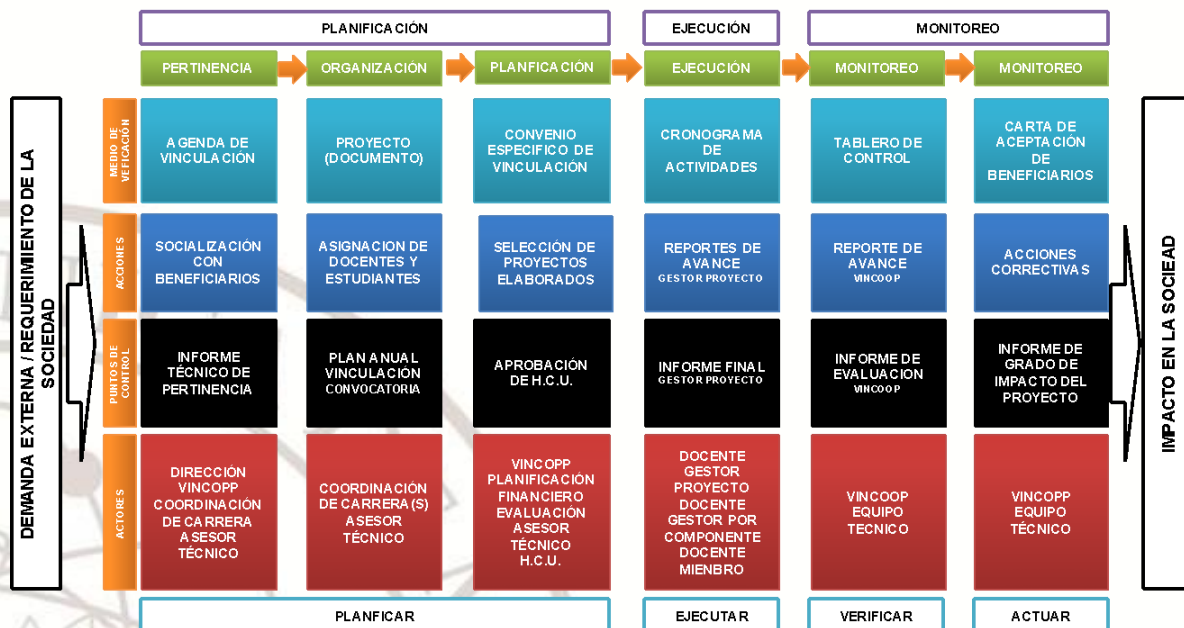 PLANIFICACIÓN
EJECUCIÓN
MONITOREO
PERTINENCIA
ORGANIZACIÓN
PLANFICACIÓN
EJECUCIÓN
MONITOREO
MONITOREO
DEMANDA EXTERNA / REQUERIMIENTO DE LA
SOCIEDAD
MEDIO DE
VEFICACIÓN
AGENDA DE
VINCULACIÓN
PROYECTO
(DOCUMENTO)
CONVENIO
ESPECIFICO DE
VINCULACIÓN
CRONOGRAMA
DE
ACTIVIDADES
TABLERO DE
CONTROL
CARTA DE
ACEPTACIÓN
DE
BENEFICIARIOS
ACCIONES
SOCIALIZACIÓN
CON
BENEFICIARIOS
ASIGNACION DE
DOCENTES Y
ESTUDIANTES
SELECCIÓN DE
PROYECTOS
ELABORADOS
REPORTES DE
AVANCE
GESTOR PROYECTO
REPORTE DE
AVANCE
VINCOOP
ACCIONES
CORRECTIVAS
PUNTOS DE
CONTROL
INFORME
TÉCNICO DE
PERTINENCIA
PLAN ANUAL
VINCULACIÓN
CONVOCATORIA
APROBACIÓN
DE H.C.U.
INFORME FINAL
GESTOR PROYECTO
INFORME DE
EVALUACION
VINCOOP
INFORME DE
GRADO DE
IMPACTO DEL
PROYECTO
ACTORES
DIRECCIÓN
VINCOPP
COORDINACIÓN
DE CARRERA
ASESOR
TÉCNICO
COORDINACIÓN
DE CARRERA(S)
ASESOR
TÉCNICO
VINCOPP
PLANIFICACIÓN
FINANCIERO
EVALUACIÓN
ASESOR
TÉCNICO
H.C.U.
DOCENTE
GESTOR
PROYECTO
DOCENTE
GESTOR POR
COMPONENTE
DOCENTE
MIENBRO
VINCOOP
EQUIPO
TECNICO
VINCOPP
EQUIPO
TÉCNICO
IMPACTO EN LA SOCIEAD
PLANFICAR
EJECUTAR
VERIFICAR
ACTUAR